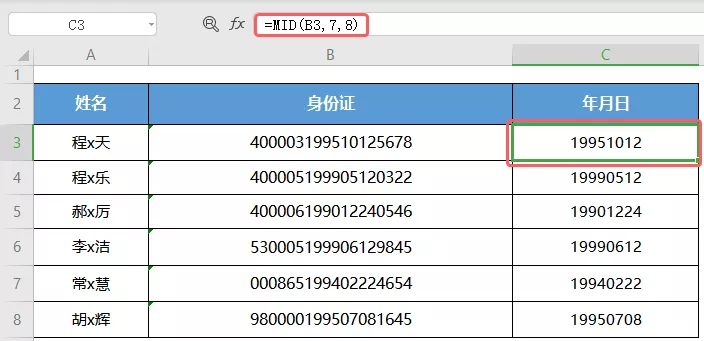 C3 fx =MID(B3,7,8)
A B C
1
2 姓名 身份证 年月日
3 程x天 400003199510125678 19951012
4 程x乐 400005199905120322 19990512
5 郝x厉 400006199012240546 19901224
6 李x洁 530005199906129845 19990612
7 常x慧 000865199402224654 19940222
8 胡x辉 980000199507081645 19950708